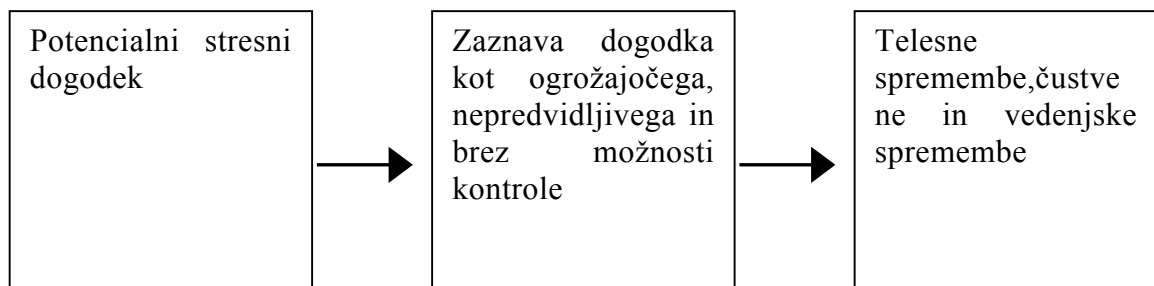 Potencialni stresni
dogodek
Zaznava dogodka
kot ogrožajočega,
nepredvidljivega in
brez možnosti
kontrole
Telesne
spremembe,čustve
ne in vedenjske
spremembe